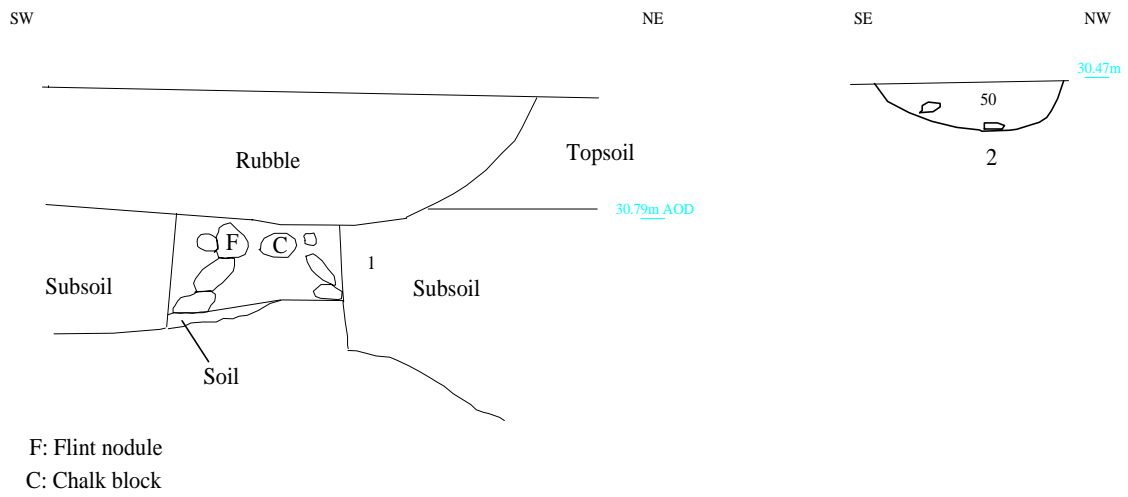 SW
NE
SE
NW
30.47m
50
Rubble
Topsoil
2
30.79m AOD
F
C
1
Subsoil
Subsoil
Soil
F: Flint nodule
C: Chalk block